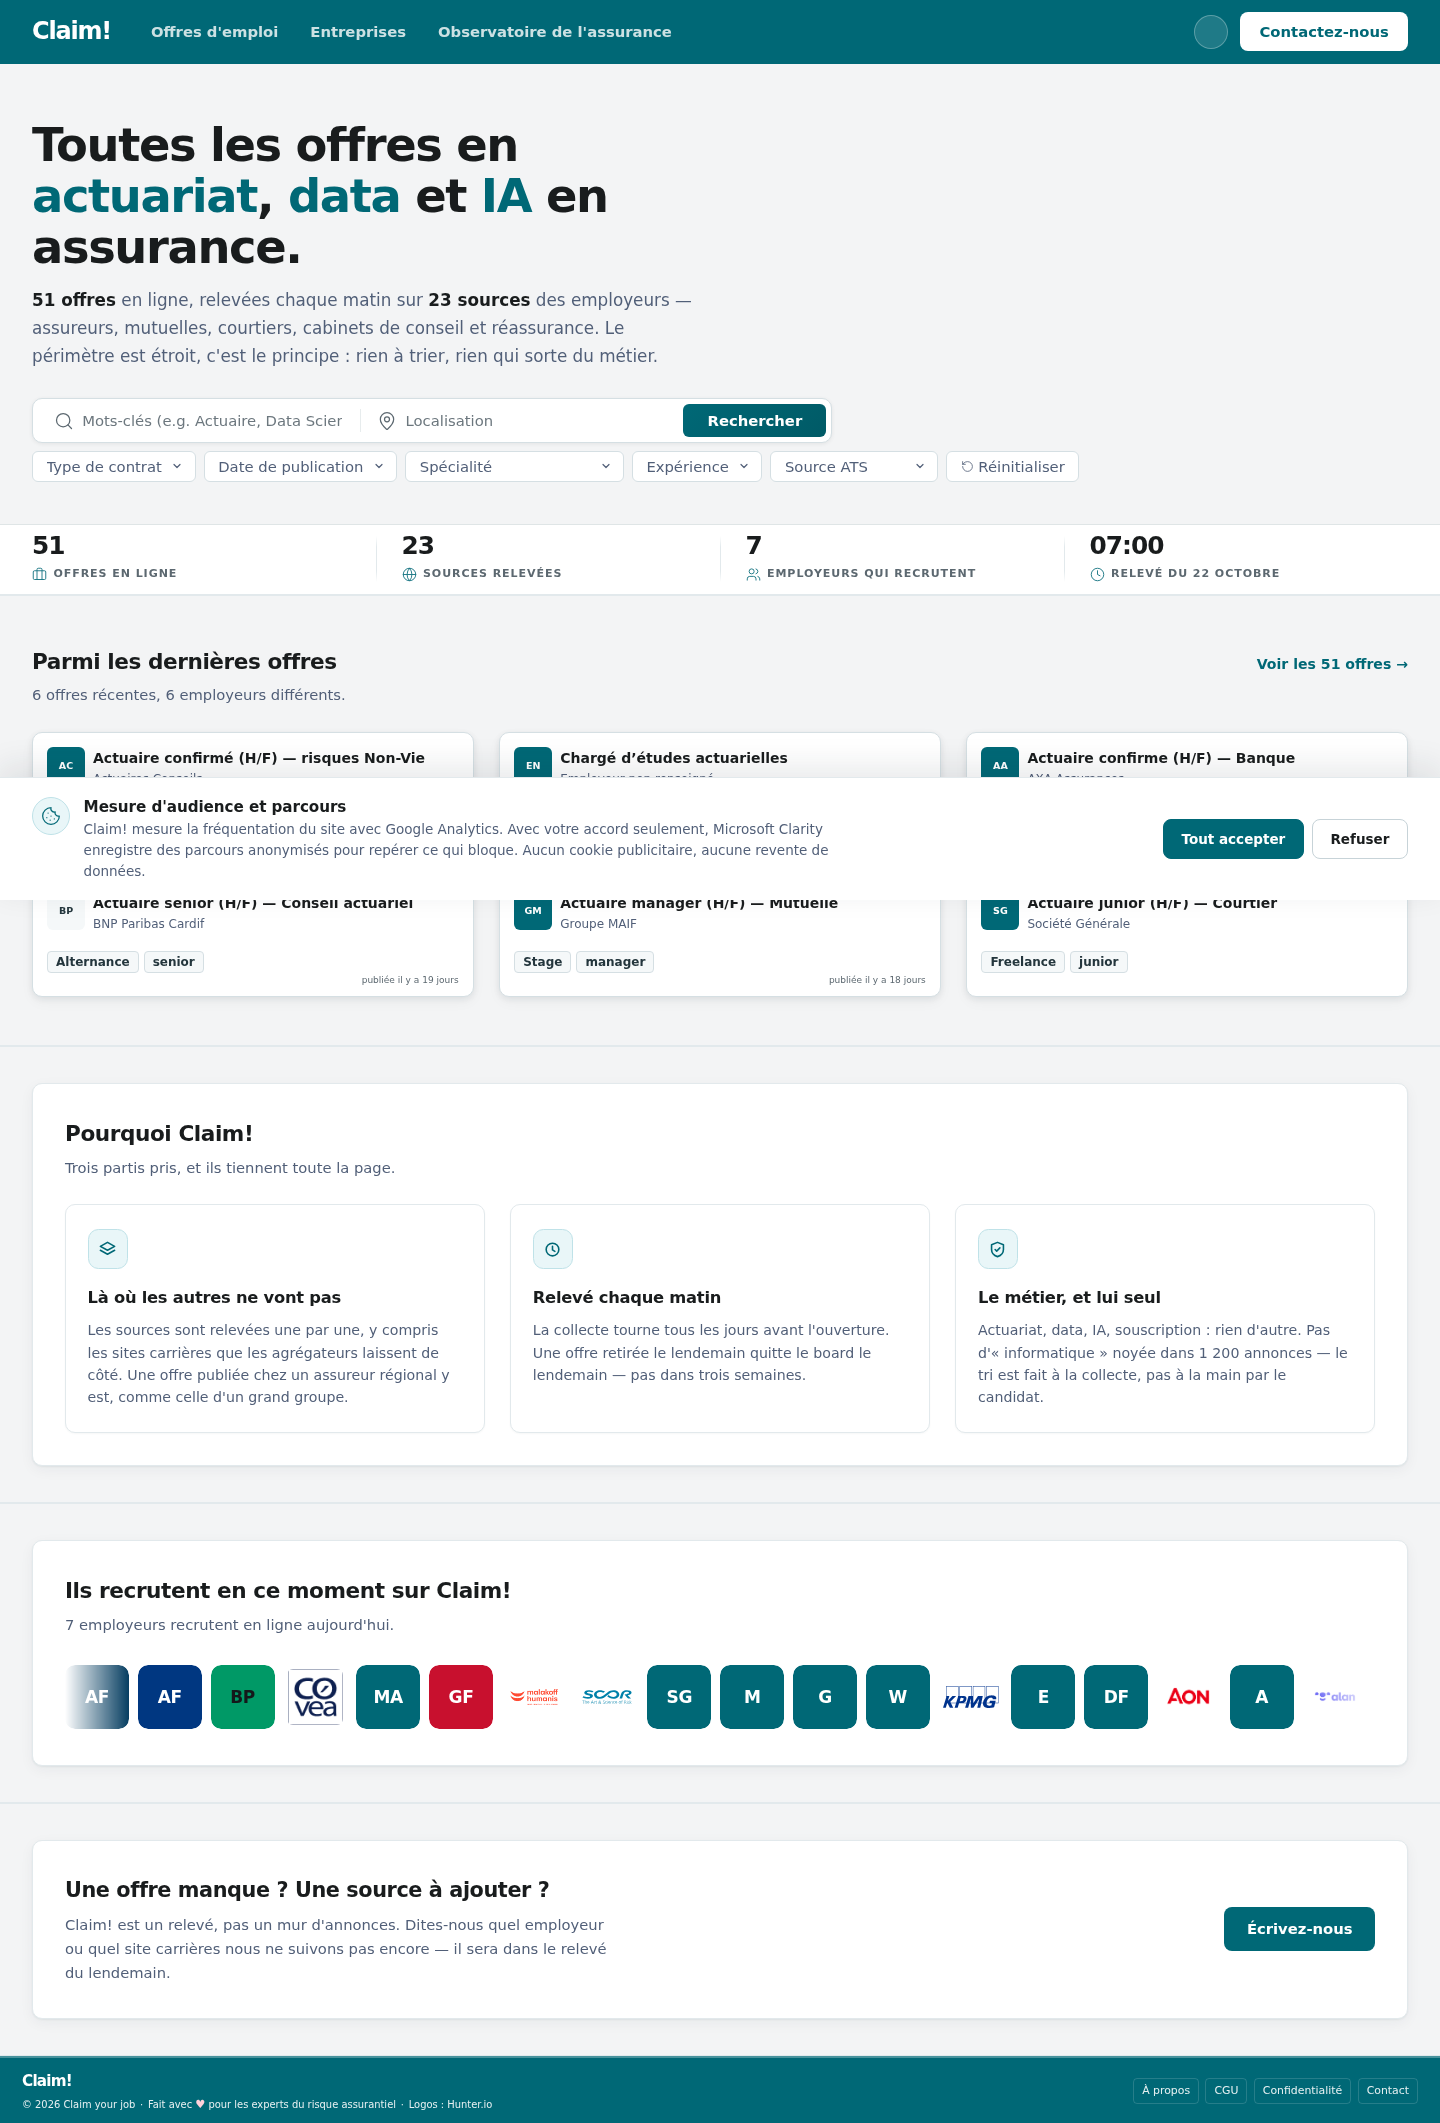 Claim!
Offres d'emploi
Entreprises
Observatoire de l'assurance
Contactez-nous
Toutes les offres en
actuariat, data et IA en
assurance.
51 offres en ligne, relevées chaque matin sur 23 sources des employeurs —
assureurs, mutuelles, courtiers, cabinets de conseil et réassurance. Le
périmètre est étroit, c'est le principe : rien à trier, rien qui sorte du métier.
Mots-clés (e.g. Actuaire, Data Scier
Localisation
Rechercher
Type de contrat
Date de publication
Spécialité
Expérience
Source ATS
Réinitialiser
51
OFFRES EN LIGNE
23
SOURCES RELEVÉES
7
EMPLOYEURS QUI RECRUTENT
07:00
RELEVÉ DU 22 OCTOBRE
Parmi les dernières offres
Voir les 51 offres →
6 offres récentes, 6 employeurs différents.
AC
Actuaire confirmé (H/F) — risques Non-Vie
EN
Chargé d’études actuarielles
AA
Actuaire confirme (H/F) — Banque
Mesure d'audience et parcours
Claim! mesure la fréquentation du site avec Google Analytics. Avec votre accord seulement, Microsoft Clarity
enregistre des parcours anonymisés pour repérer ce qui bloque. Aucun cookie publicitaire, aucune revente de
données.
Tout accepter
Refuser
BP
Actuaire senior (H/F) — Conseil actuariel
BNP Paribas Cardif
Alternance
senior
publiée il y a 19 jours
GM
Actuaire manager (H/F) — Mutuelle
Groupe MAIF
Stage
manager
publiée il y a 18 jours
SG
Actuaire junior (H/F) — Courtier
Société Générale
Freelance
junior
Pourquoi Claim!
Trois partis pris, et ils tiennent toute la page.
Là où les autres ne vont pas
Les sources sont relevées une par une, y compris
les sites carrières que les agrégateurs laissent de
côté. Une offre publiée chez un assureur régional y
est, comme celle d'un grand groupe.
Relevé chaque matin
La collecte tourne tous les jours avant l'ouverture.
Une offre retirée le lendemain quitte le board le
lendemain — pas dans trois semaines.
Le métier, et lui seul
Actuariat, data, IA, souscription : rien d'autre. Pas
d'« informatique » noyée dans 1 200 annonces — le
tri est fait à la collecte, pas à la main par le
candidat.
Ils recrutent en ce moment sur Claim!
7 employeurs recrutent en ligne aujourd'hui.
AF
AF
BP
covea
MA
GF
malakoff
humanis
SCOR
SG
M
G
W
KPMG
E
DF
AON
A
alan
Une offre manque ? Une source à ajouter ?
Claim! est un relevé, pas un mur d'annonces. Dites-nous quel employeur
ou quel site carrières nous ne suivons pas encore — il sera dans le relevé
du lendemain.
Écrivez-nous
Claim!
© 2026 Claim your job · Fait avec ♥ pour les experts du risque assurantiel · Logos : Hunter.io
À propos
CGU
Confidentialité
Contact